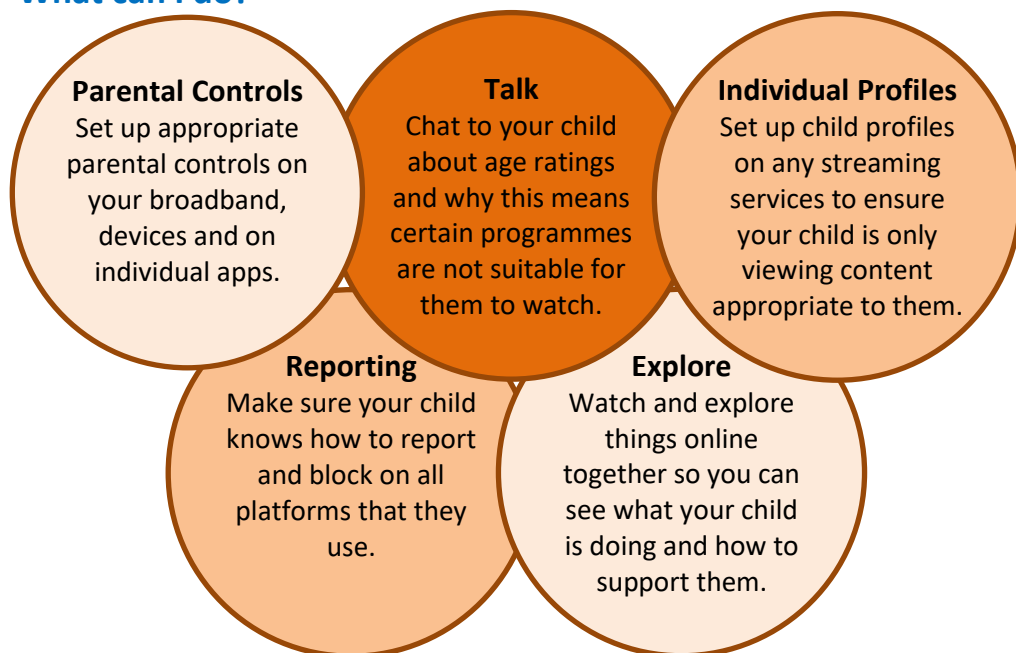 What can I do?
Parental Controls
Set up appropriate
parental controls on
your broadband,
devices and on
individual apps.
Talk
Chat to your child
about age ratings
and why this means
certain programmes
are not suitable for
them to watch.
Individual Profiles
Set up child profiles
on any streaming
services to ensure
your child is only
viewing content
appropriate to them.
Reporting
Make sure your child
knows how to report
and block on all
platforms that they
use.
Explore
Watch and explore
things online
together so you can
see what your child
is doing and how to
support them.